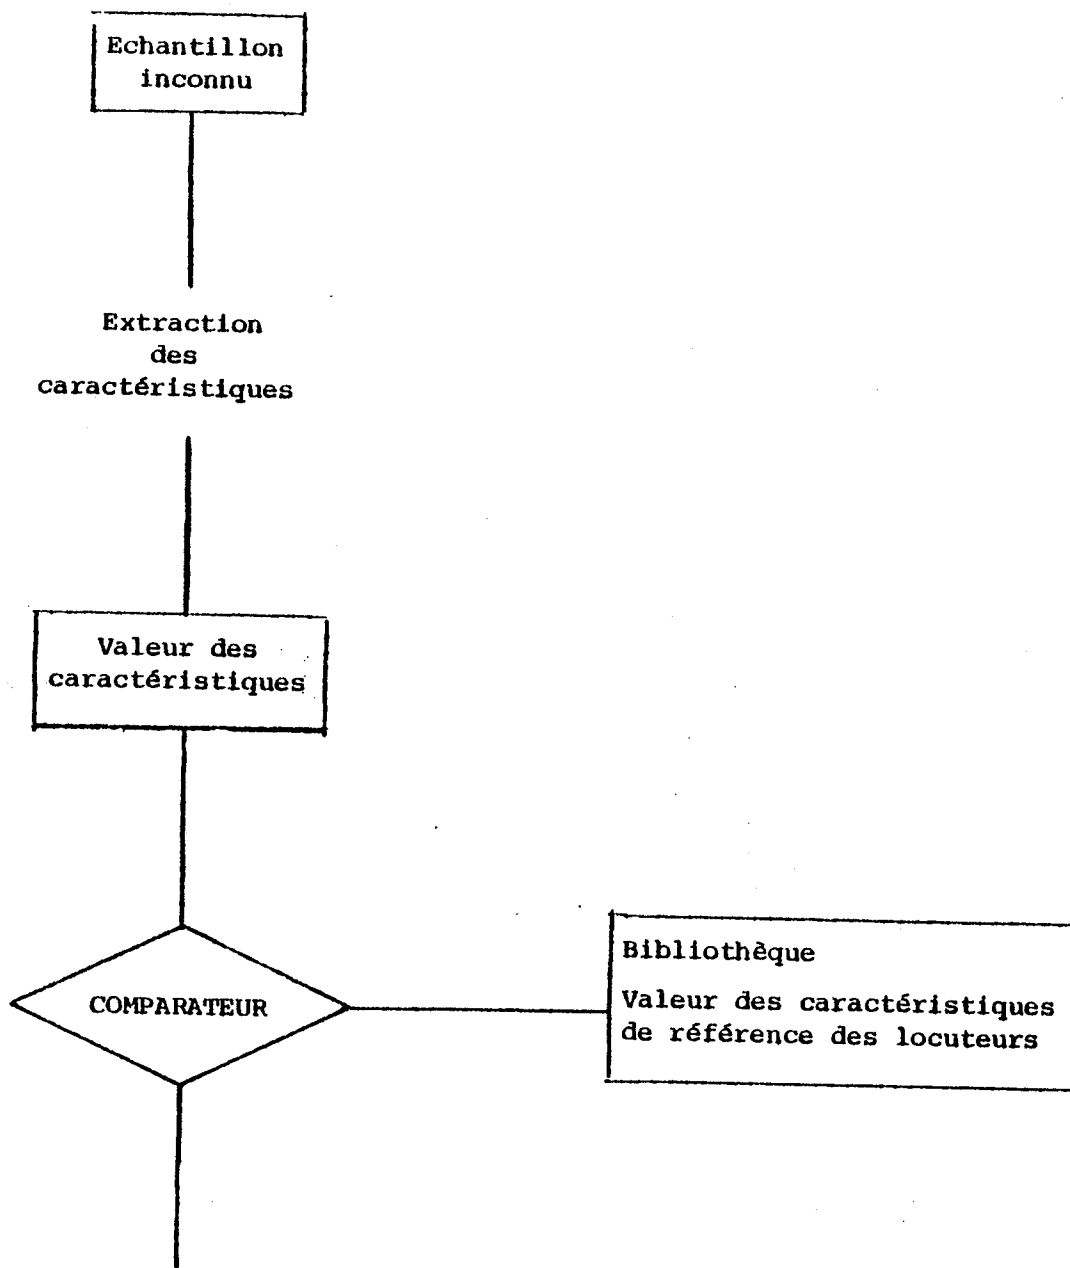 Echantillon
inconnu
Extraction
des
caractéristiques
Valeur des
caractéristiques
COMPARATEUR
Bibliothèque
Valeur des caractéristiques
de référence des locuteurs